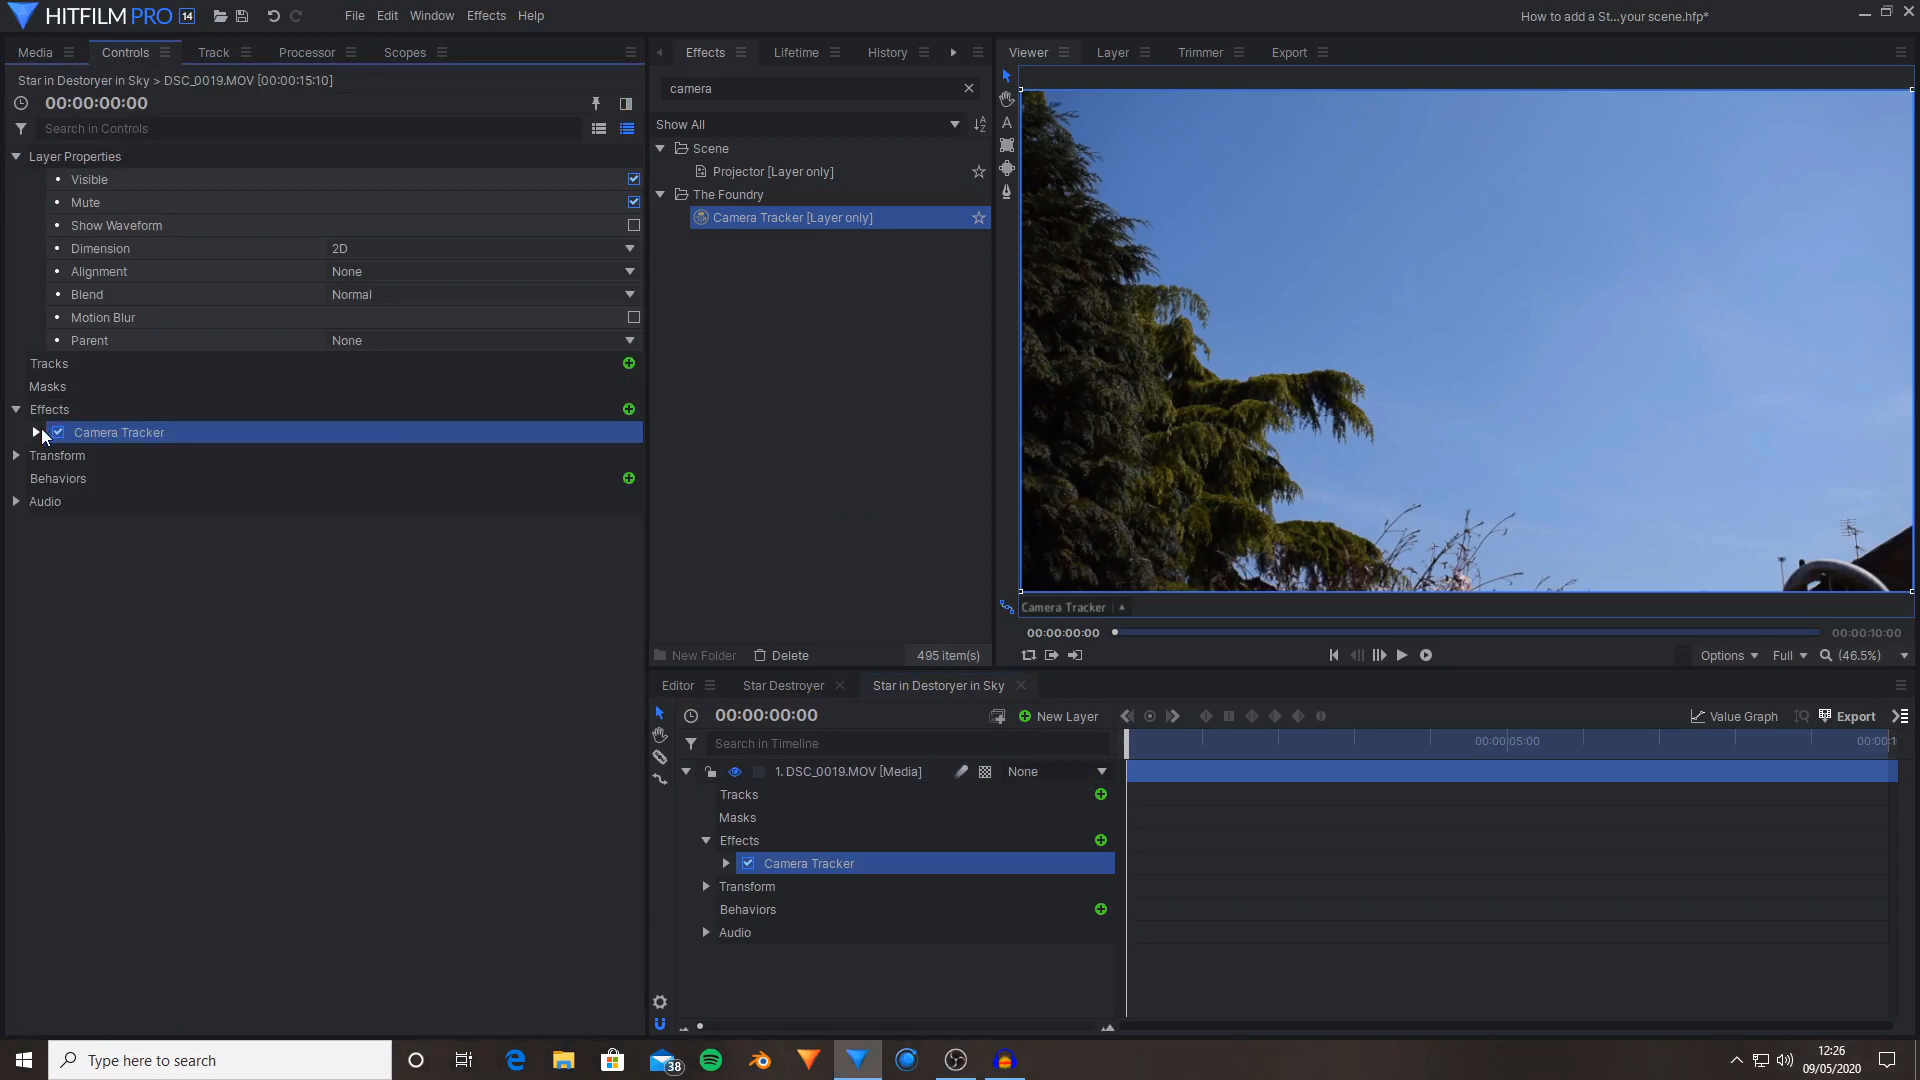 HITFILM PRO 14 File Edit Window Effects Help How to add a St...your scene.hfp*
Media Controls Track Processor Scopes
Star in Destoryer in Sky > DSC_0019.MOV [00:00:15:10]
00:00:00:00
Search in Controls
Layer Properties
Visible
Mute
Show Waveform
Dimension 2D
Alignment None
Blend Normal
Motion Blur
Parent None
Tracks
Masks
Effects
Camera Tracker
Transform
Behaviors
Audio
Effects Lifetime History
camera
Show All
Scene
Projector [Layer only]
The Foundry
Camera Tracker [Layer only]
New Folder Delete 495 item(s)
Viewer Layer Trimmer Export
A
Camera Tracker
00:00:00:00 00:00:10:00
Options Full (46.5%)
Editor Star Destroyer Star in Destoryer in Sky
00:00:00:00 New Layer Value Graph Export
Search in Timeline 00:00:05:00 00:00:1
1. DSC_0019.MOV [Media] None
Tracks
Masks
Effects
Camera Tracker
Transform
Behaviors
Audio
Type here to search 38 12:26
09/05/2020